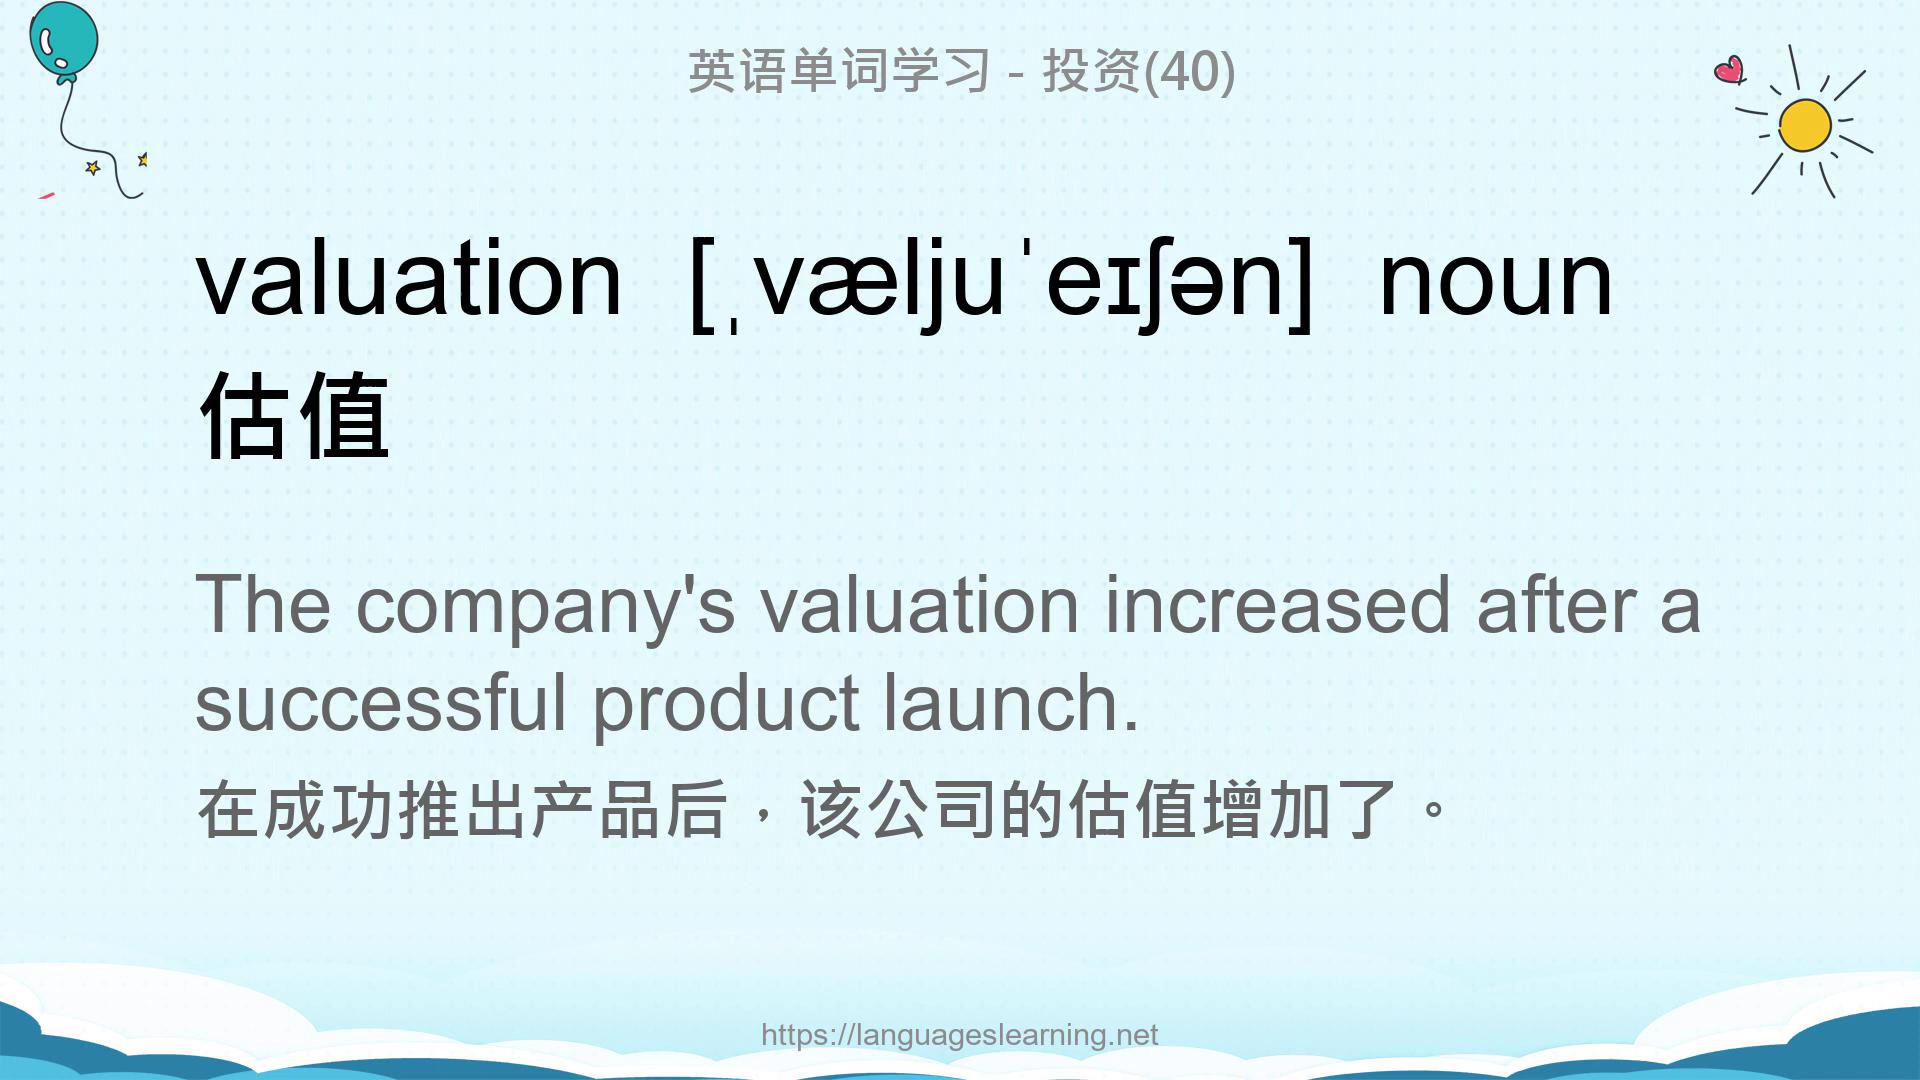 英语单词学习 - 投资(40)
valuation [ˌvæljuˈeɪʃən] noun
估值
The company's valuation increased after a
successful product launch.
在成功推出产品后，该公司的估值增加了。
https://languageslearning.net